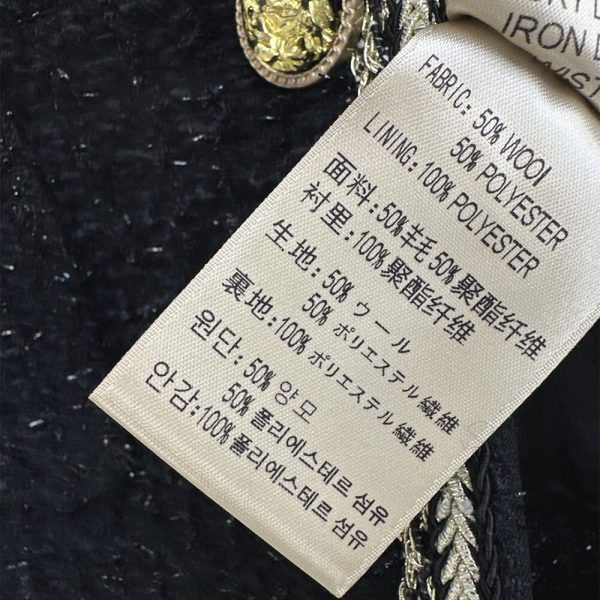 IRON
FABRIC: 50% WOOl
50% POLYESTER
LINING: 100% POLYESTER
面料: 50%羊毛 50%聚酯纤维
衬里: 100%聚酯纤维
生地: 50% ウール
50% ポリエステル繊維
裏地: 100% ポリエステル繊維
원단: 50% 양모
50% 폴리에스테르 섬유
안감: 100% 폴리에스테르 섬유